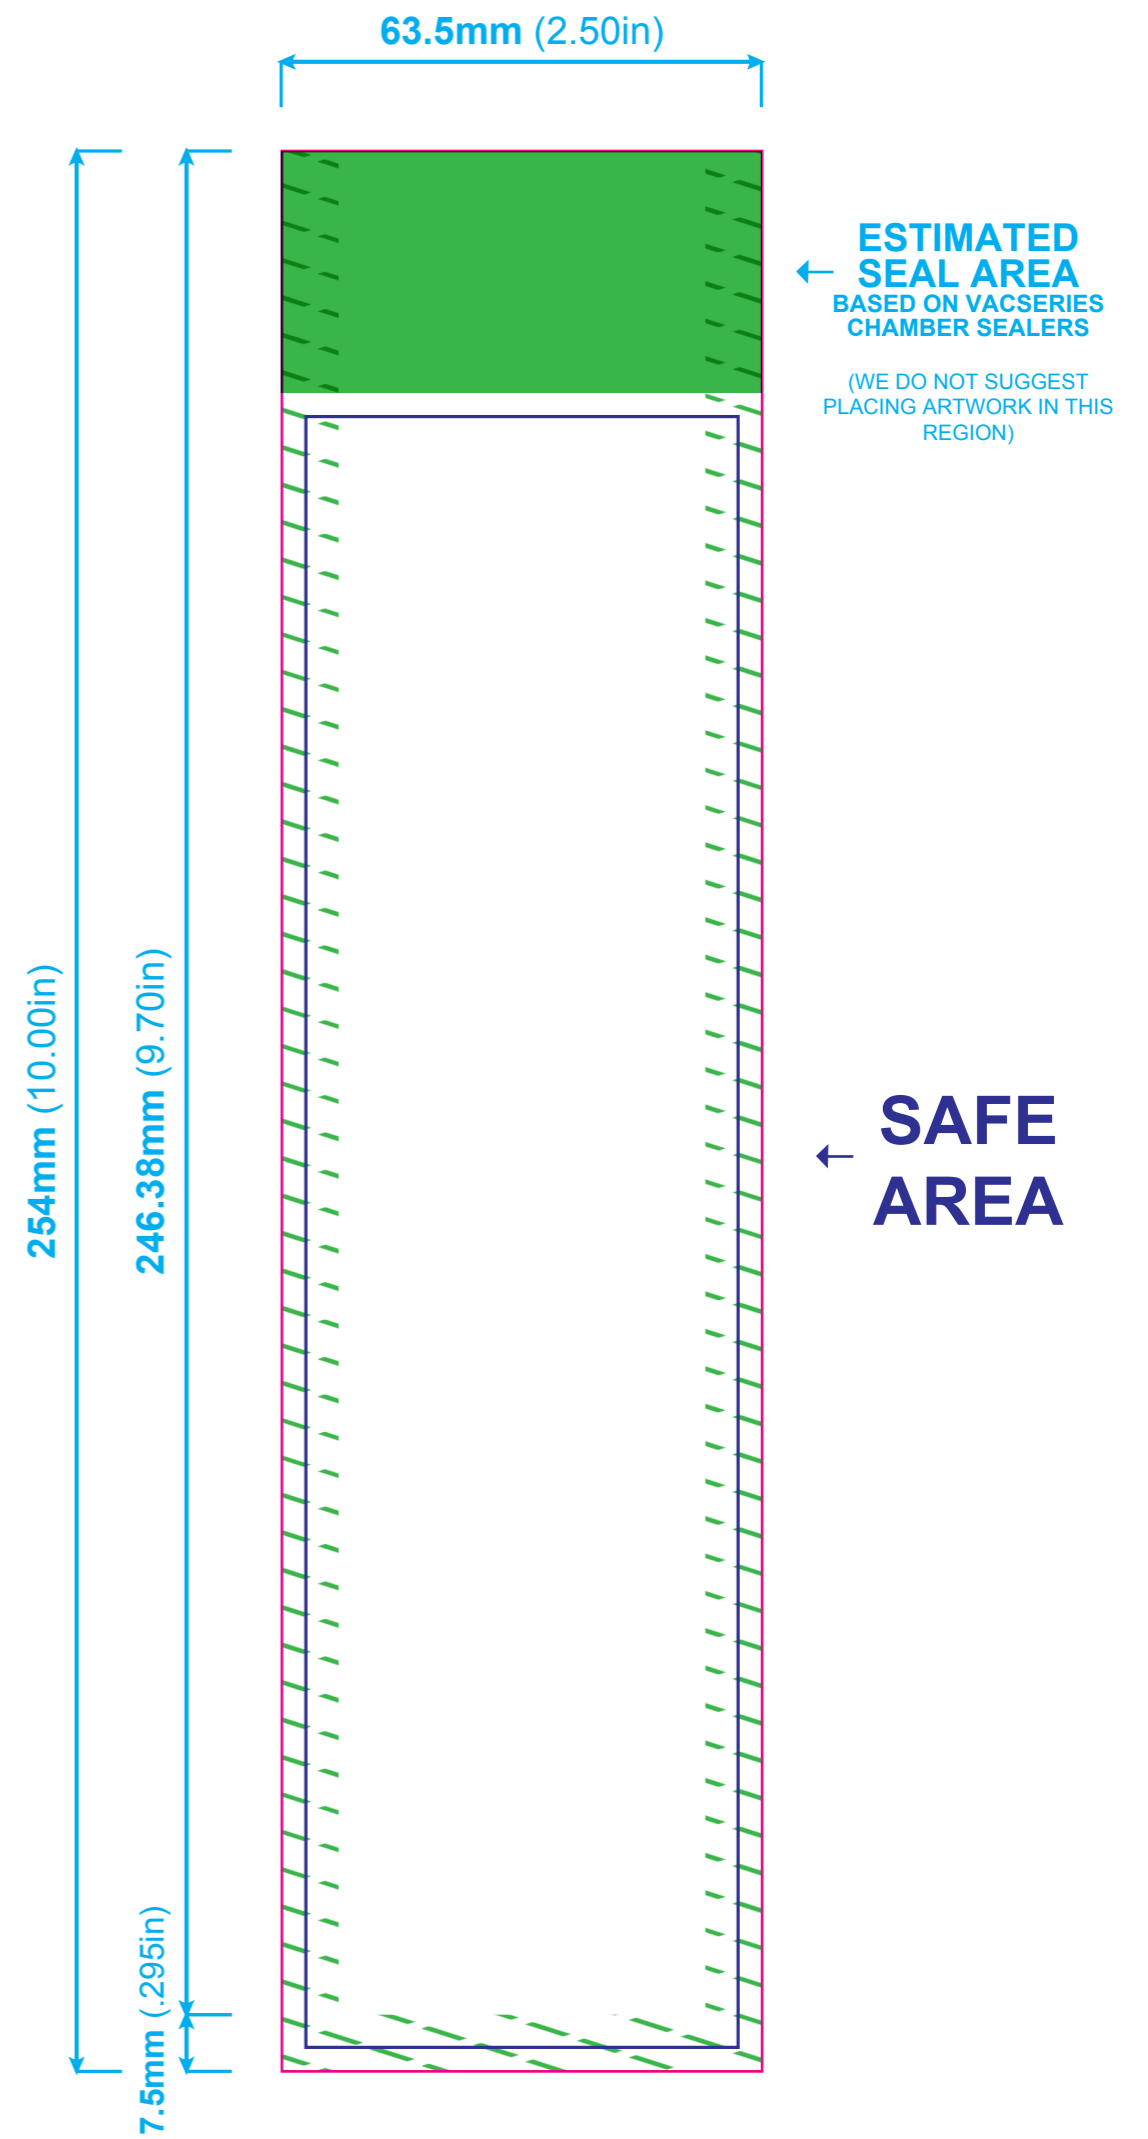 63.5mm (2.50in)
ESTIMATED
SEAL AREA
BASED ON VACSERIES
CHAMBER SEALERS
(WE DO NOT SUGGEST
PLACING ARTWORK IN THIS
REGION)
254mm (10.00in)
246.38mm (9.70in)
SAFE
AREA
7.5mm (.295in)